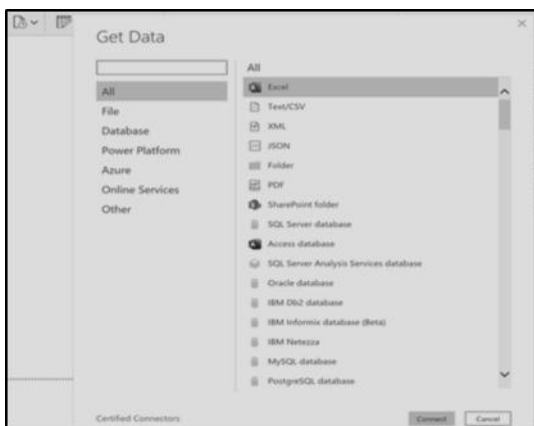 Get Data
All
File
Database
Power Platform
Azure
Online Services
Other
All
Excel
Text/CSV
XML
JSON
Folder
PDF
SharePoint folder
SQL Server database
Access database
SQL Server Analysis Services database
Oracle database
IBM Db2 database
IBM Informix database (Beta)
IBM Netezza
MySQL database
PostgreSQL database
Certified Connectors
Connect
Cancel